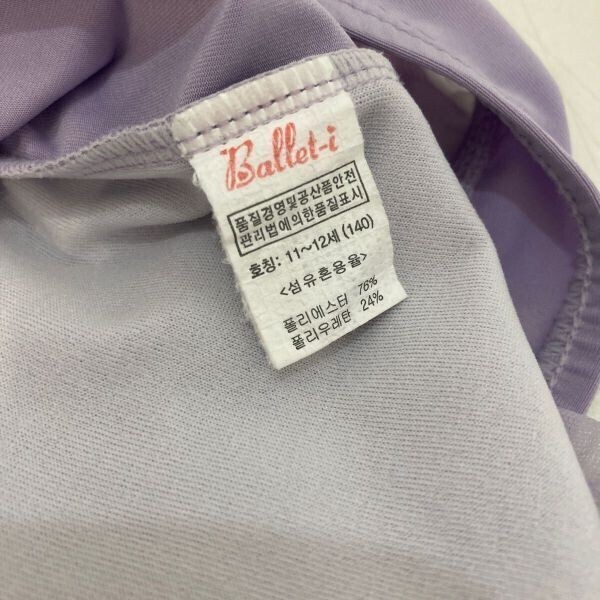 Ballet-i
품질경영및공산품안전
관리법에의한품질표시
호칭: 11~12세 (140)
<섬유혼용율>
폴리에스터 76%
폴리우레탄 24%